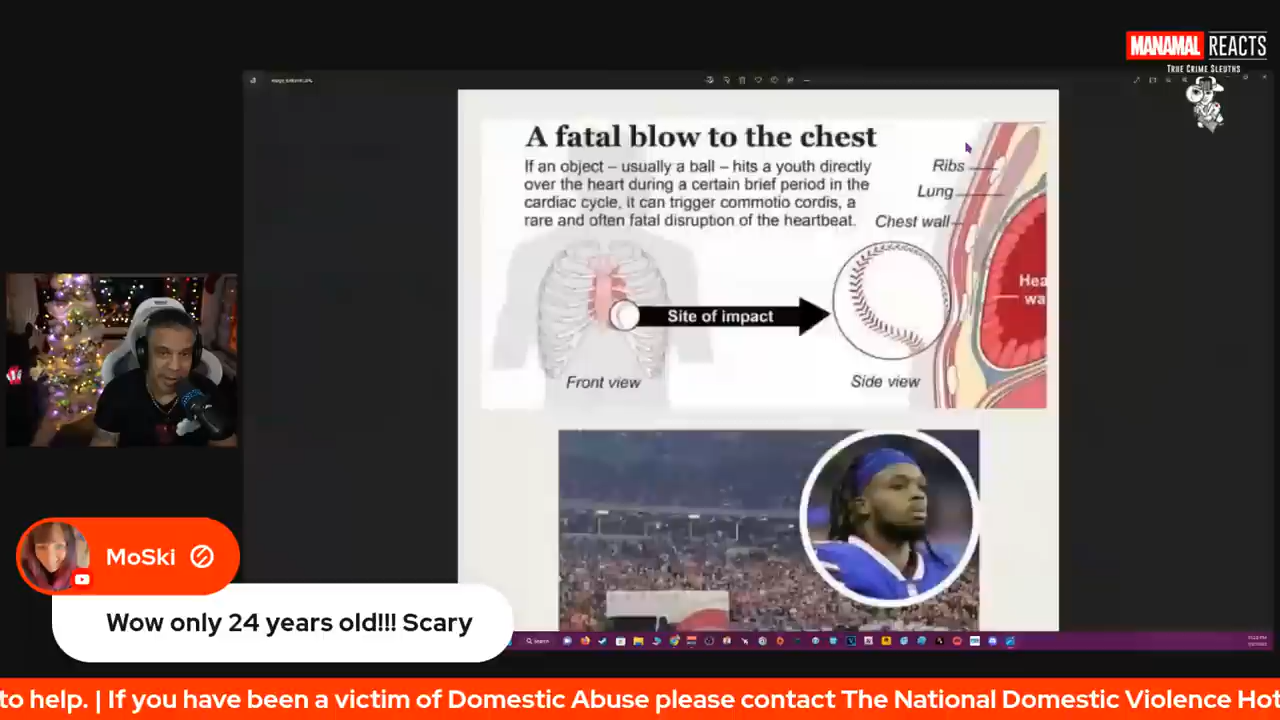 MANAMAL REACTS
TRUE CRIME SLEUTHS
A fatal blow to the chest
If an object – usually a ball – hits a youth directly
over the heart during a certain brief period in the
cardiac cycle, it can trigger commotio cordis, a
rare and often fatal disruption of the heartbeat.
Ribs
Lung
Chest wall
Hea
wa
Site of impact
Front view
Side view
MoSki
Wow only 24 years old!!! Scary
Search
to help. | If you have been a victim of Domestic Abuse please contact The National Domestic Violence Hot